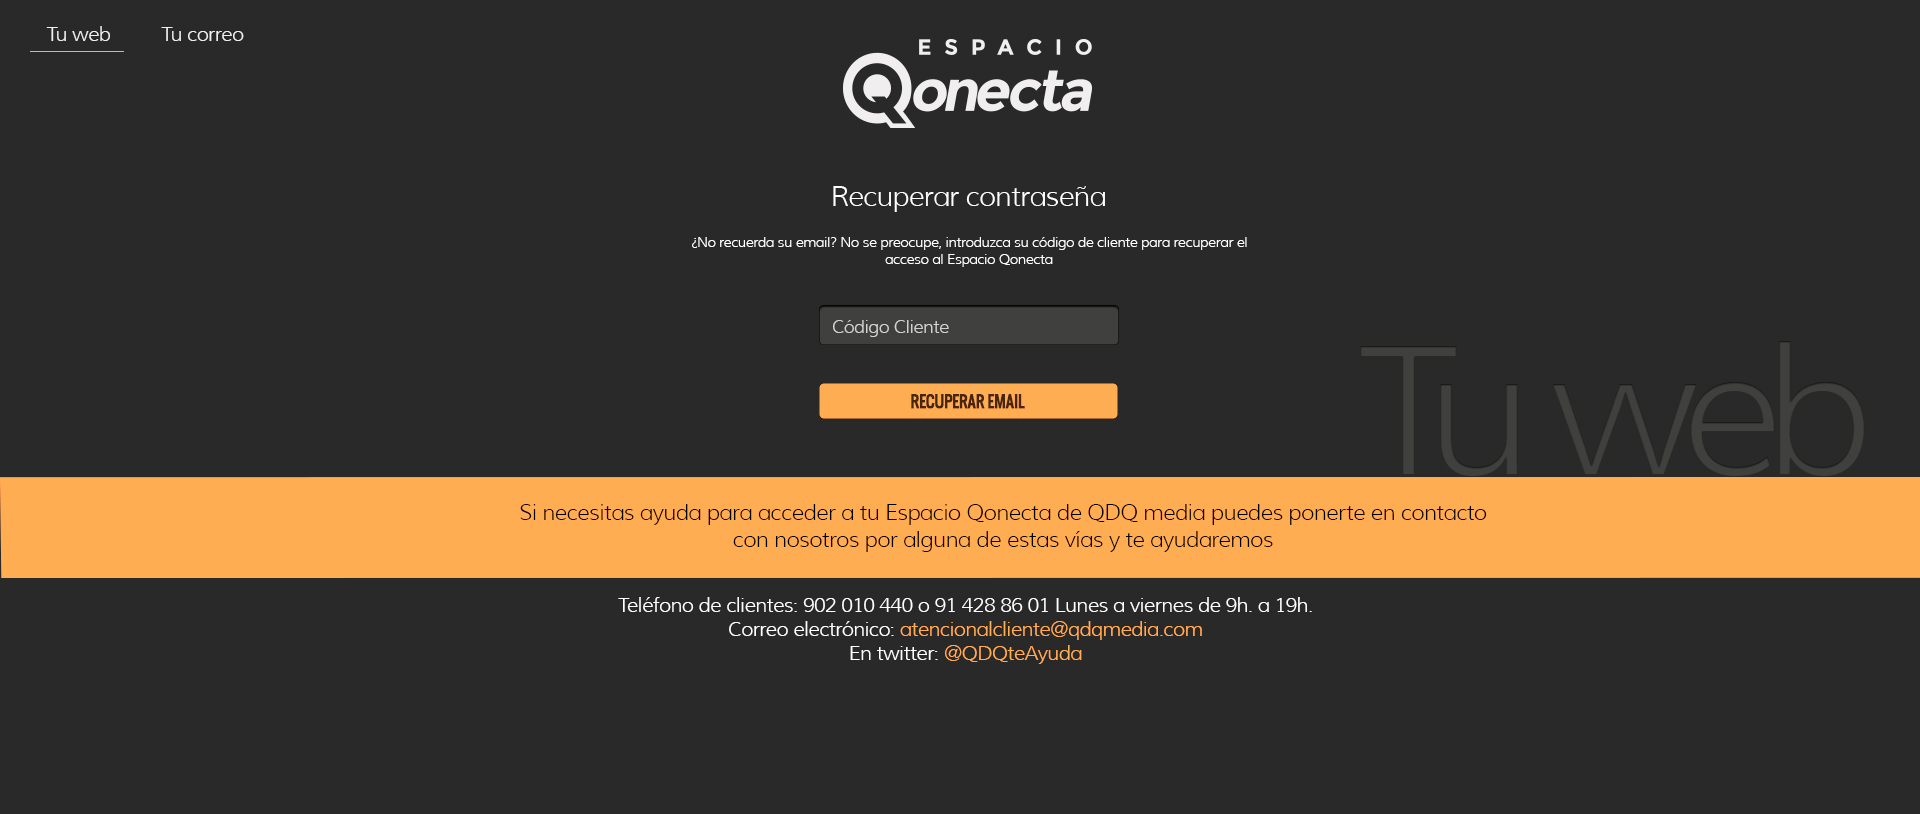 Tu web
Tu correo
ESPACIO
Qonecta
Recuperar contraseña
¿No recuerda su email? No se preocupe, introduzca su código de cliente para recuperar el
acceso al Espacio Qonecta
Código Cliente
RECUPERAR EMAIL
Tu web
Si necesitas ayuda para acceder a tu Espacio Qonecta de QDQ media puedes ponerte en contacto
con nosotros por alguna de estas vías y te ayudaremos
Teléfono de clientes: 902 010 440 o 91 428 86 01 Lunes a viernes de 9h. a 19h.
Correo electrónico: atencionalcliente@qdqmedia.com
En twitter: @QDQteAyuda